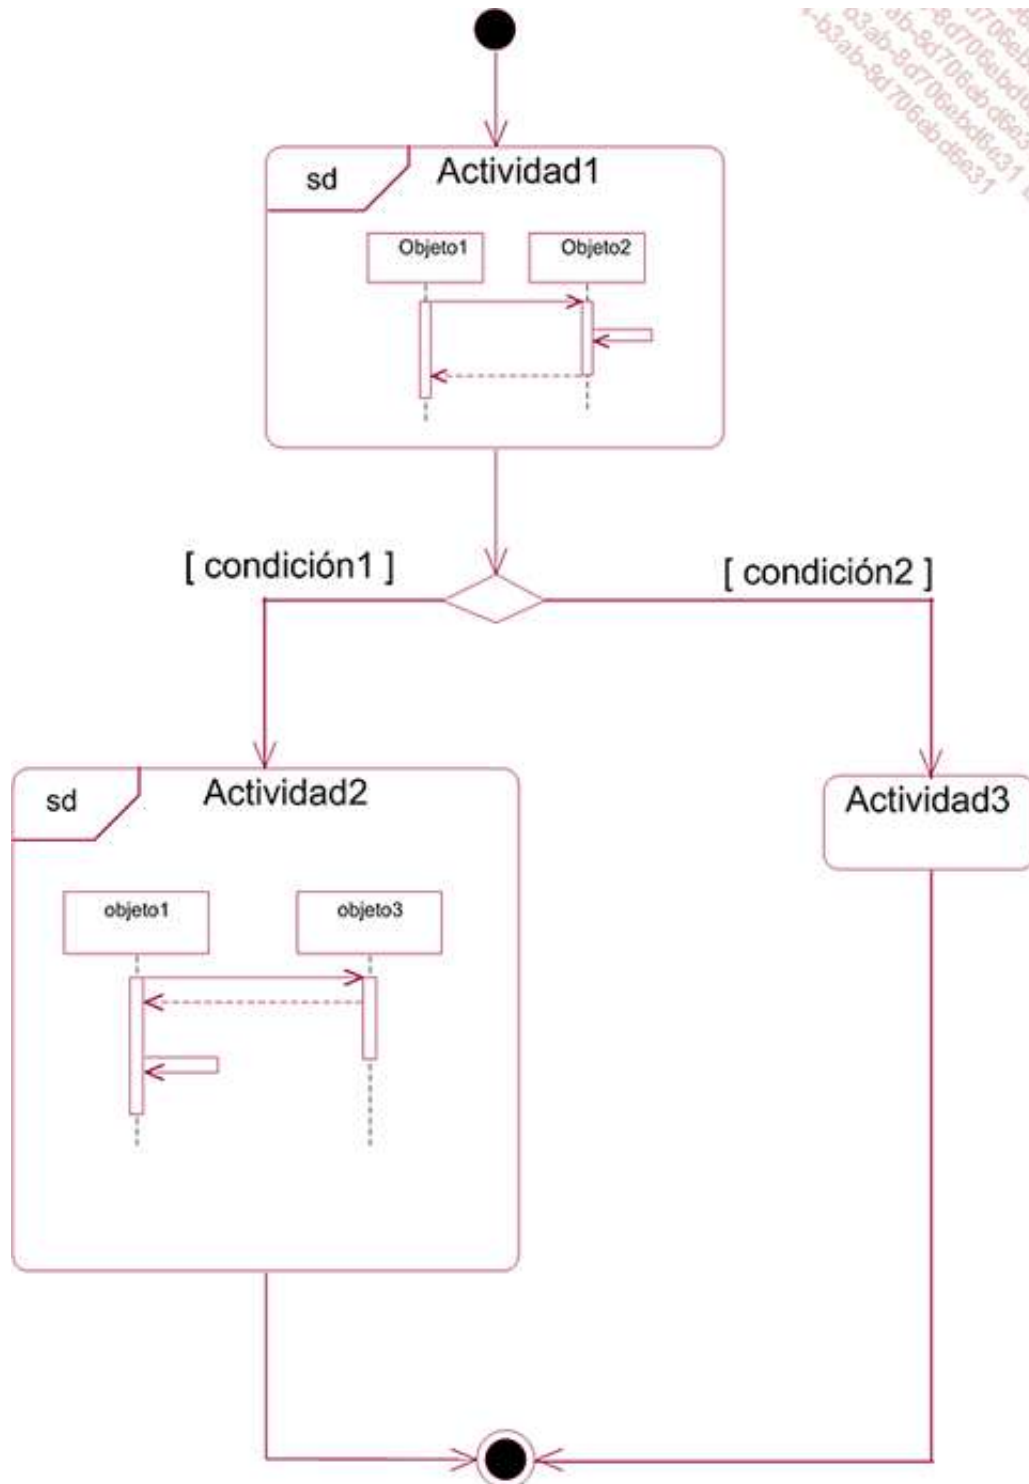 sd
Actividad1
Objeto1
Objeto2
[ condición1 ]
[ condición2 ]
sd
Actividad2
Actividad3
objeto1
objeto3